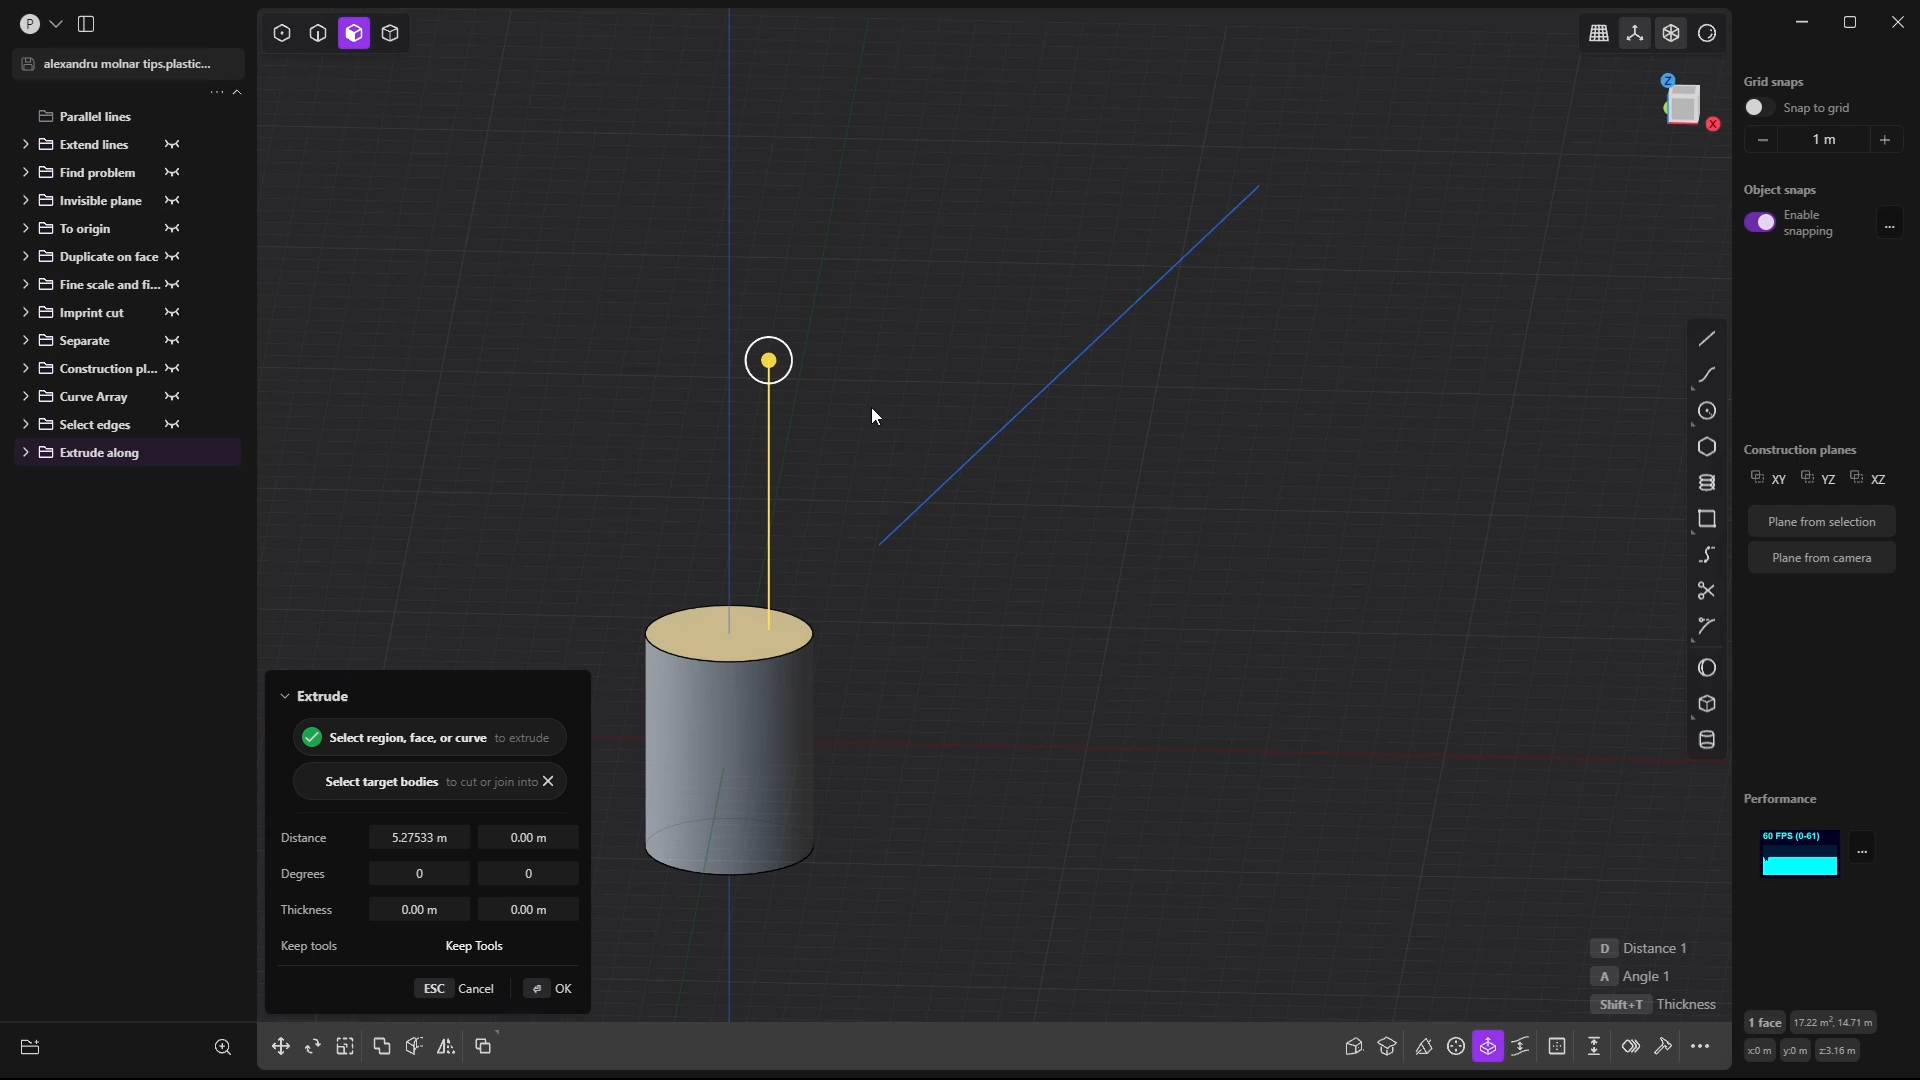 P
alexandru molnar tips.plastic...
Parallel lines
Extend lines
Find problem
Invisible plane
To origin
Duplicate on face
Fine scale and fi...
Imprint cut
Separate
Construction pl...
Curve Array
Select edges
Extrude along
Z
X
Grid snaps
Snap to grid
1 m
Object snaps
Enable
snapping
...
Construction planes
XY YZ XZ
Plane from selection
Plane from camera
Performance
60 FPS (0-61)
...
Extrude
Select region, face, or curve to extrude
Select target bodies to cut or join into
Distance 5.27533 m 0.00 m
Degrees 0 0
Thickness 0.00 m 0.00 m
Keep tools Keep Tools
ESC Cancel OK
D Distance 1
A Angle 1
Shift+T Thickness
1 face 17.22 m², 14.71 m
x:0 m y:0 m z:3.16 m